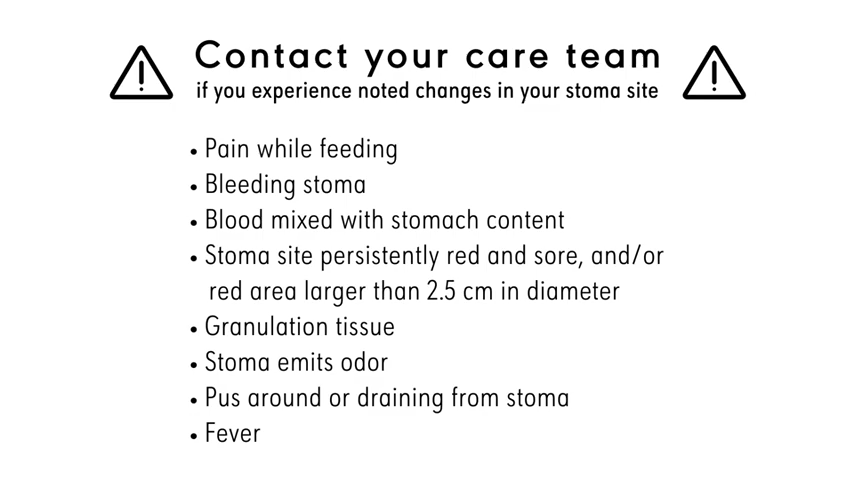 Contact your care team
if you experience noted changes in your stoma site
• Pain while feeding
• Bleeding stoma
• Blood mixed with stomach content
• Stoma site persistently red and sore, and/or
red area larger than 2.5 cm in diameter
• Granulation tissue
• Stoma emits odor
• Pus around or draining from stoma
• Fever